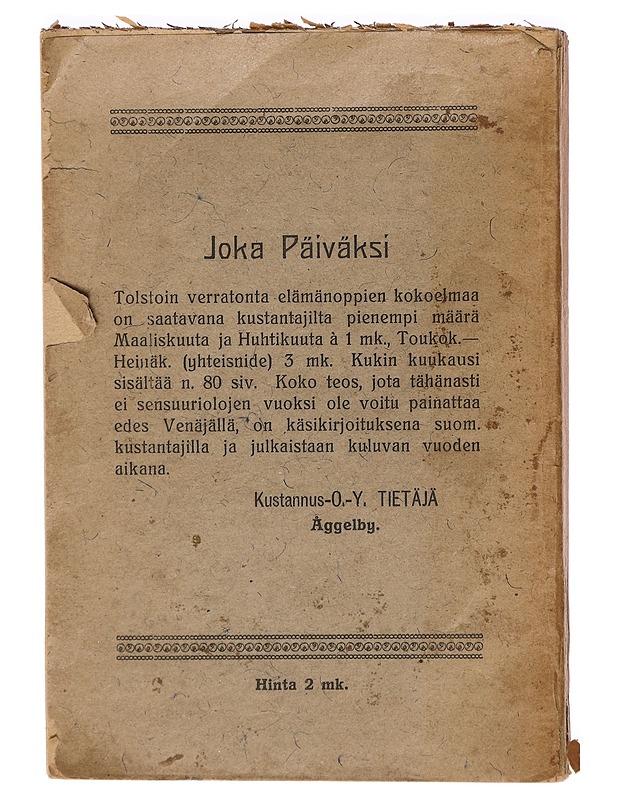 Joka Päiväksi
Tolstoin verratonta elämänoppien kokoelmaa
on saatavana kustantajilta pienempi määrä
Maaliskuuta ja Huhtikuuta à 1 mk., Toukok.—
Heinäk. (yhteisnide) 3 mk. Kukin kuukausi
sisältää n. 80 siv. Koko teos, jota tähänasti
ei sensuuriolojen vuoksi ole voitu painattaa
edes Venäjällä, on käsikirjoituksena suom.
kustantajilla ja julkaistaan kuluvan vuoden
aikana.
Kustannus-O.-Y. TIETÄJÄ
Åggelby.
Hinta 2 mk.